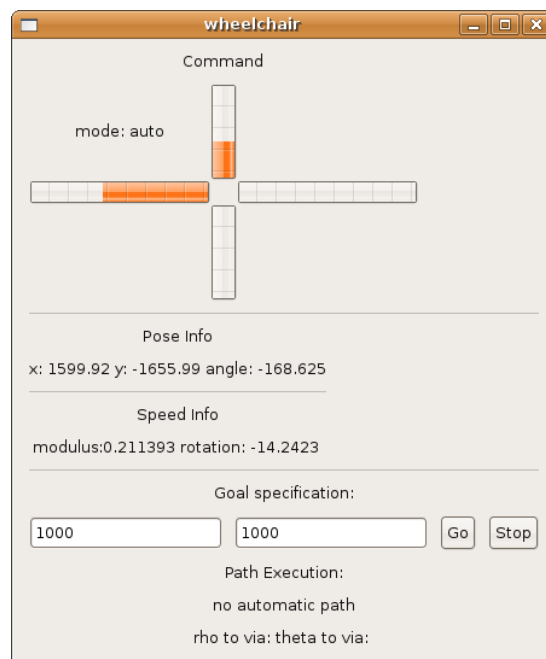 wheelchair
Command
mode: auto
Pose Info
x: 1599.92 y: -1655.99 angle: -168.625
Speed Info
modulus:0.211393 rotation: -14.2423
Goal specification:
1000 1000 Go Stop
Path Execution:
no automatic path
rho to via: theta to via: